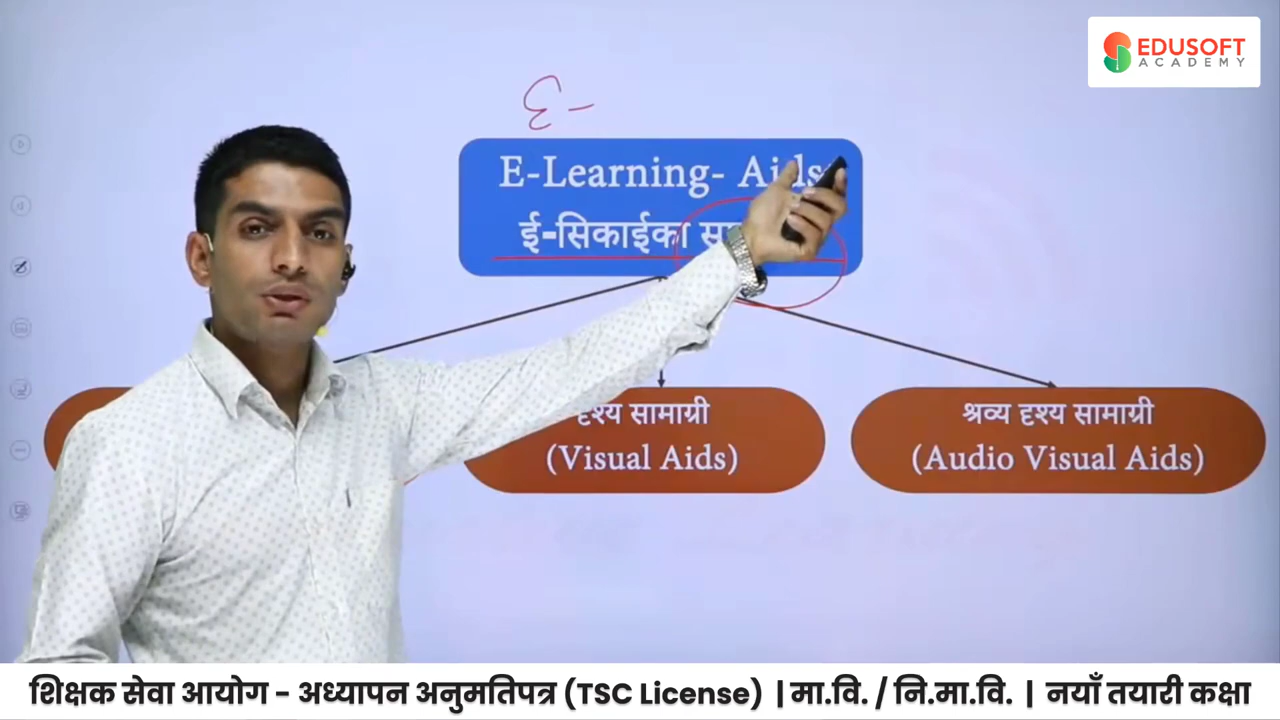 EDUSOFT
ACADEMY
E-Learning- Aids
ई-सिकाईका
दृश्य सामाग्री
(Visual Aids)
श्रव्य दृश्य सामाग्री
(Audio Visual Aids)
शिक्षक सेवा आयोग - अध्यापन अनुमतिपत्र (TSC License) | मा.वि. / नि.मा.वि. | नयाँ तयारी कक्षा